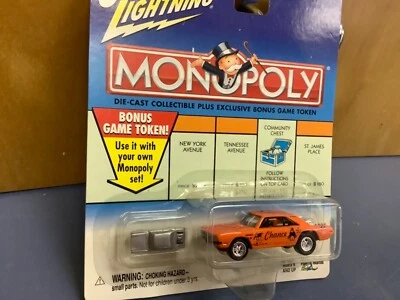 LIGHTNING
MONOPOLY
DIE-CAST COLLECTIBLE PLUS EXCLUSIVE BONUS GAME TOKEN
BONUS
GAME TOKEN!
Use it with
your own
Monopoly
set!
NEW YORK
AVENUE
TENNESSEE
AVENUE
COMMUNITY
CHEST
FOLLOW
INSTRUCTIONS
ON TOP CARD
ST. JAMES
PLACE
Chance
WARNING: CHOKING HAZARD-
small parts. Not for children under 3 yrs.
AND UP